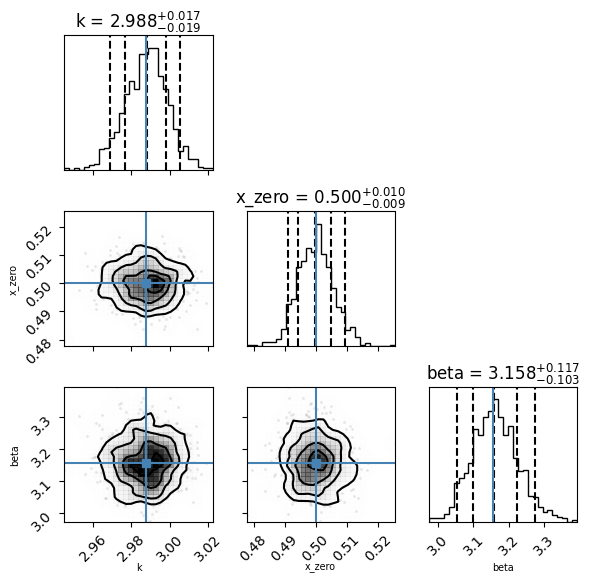 k = 2.988+0.017−0.019
x_zero = 0.500+0.010−0.009
x_zero
0.52
0.51
0.50
0.49
0.48
beta = 3.158+0.117−0.103
beta
3.3
3.2
3.1
3.0
2.96 2.98 3.00 3.02
k
0.48 0.49 0.50 0.51 0.52
x_zero
3.0 3.1 3.2 3.3
beta